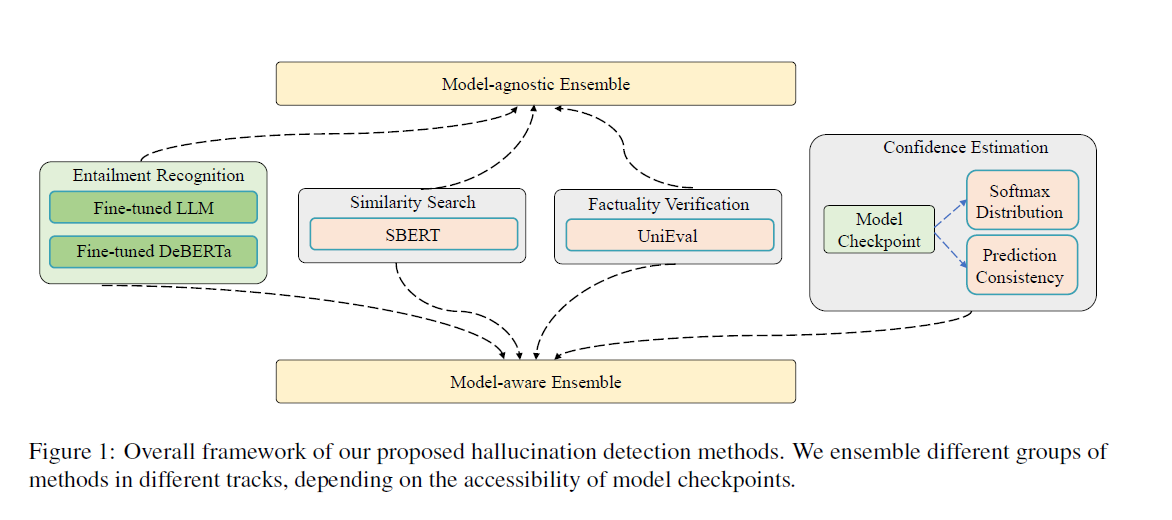 Model-agnostic Ensemble
Entailment Recognition
Fine-tuned LLM
Fine-tuned DeBERTa
Similarity Search
SBERT
Factuality Verification
UniEval
Confidence Estimation
Model
Checkpoint
Softmax
Distribution
Prediction
Consistency
Model-aware Ensemble
Figure 1: Overall framework of our proposed hallucination detection methods. We ensemble different groups of
methods in different tracks, depending on the accessibility of model checkpoints.